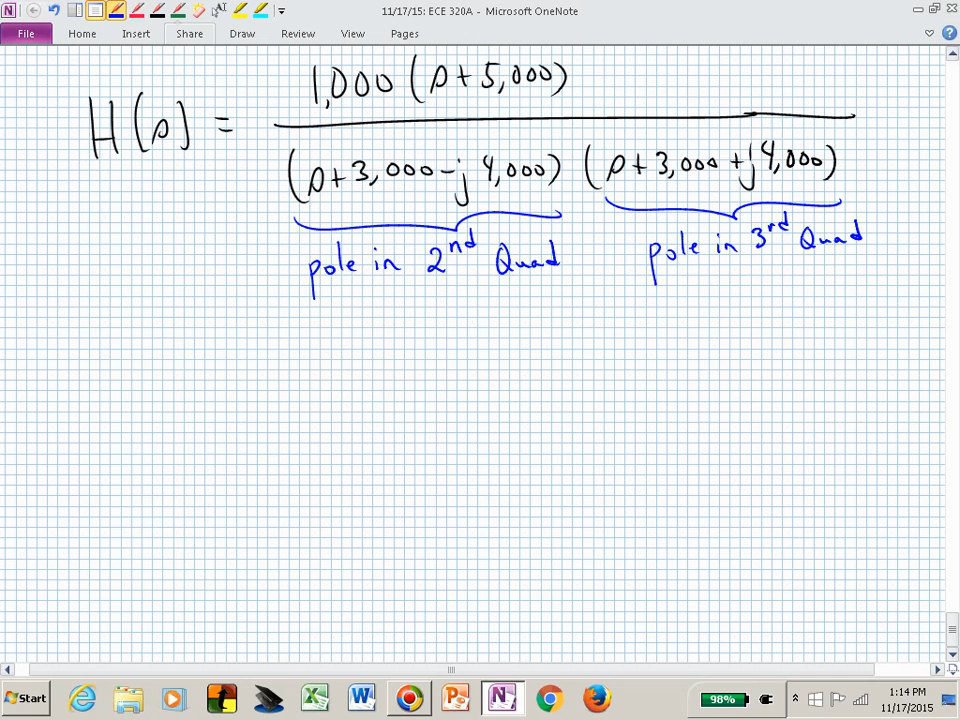 11/17/15: ECE 320A - Microsoft OneNote
File Home Insert Share Draw Review View Pages
1,000 (s + 5,000)
H(s) =
(s + 3,000 - j 4,000) (s + 3,000 + j 4,000)
pole in 2nd Quad pole in 3rd Quad
Start
98%
1:14 PM
11/17/2015